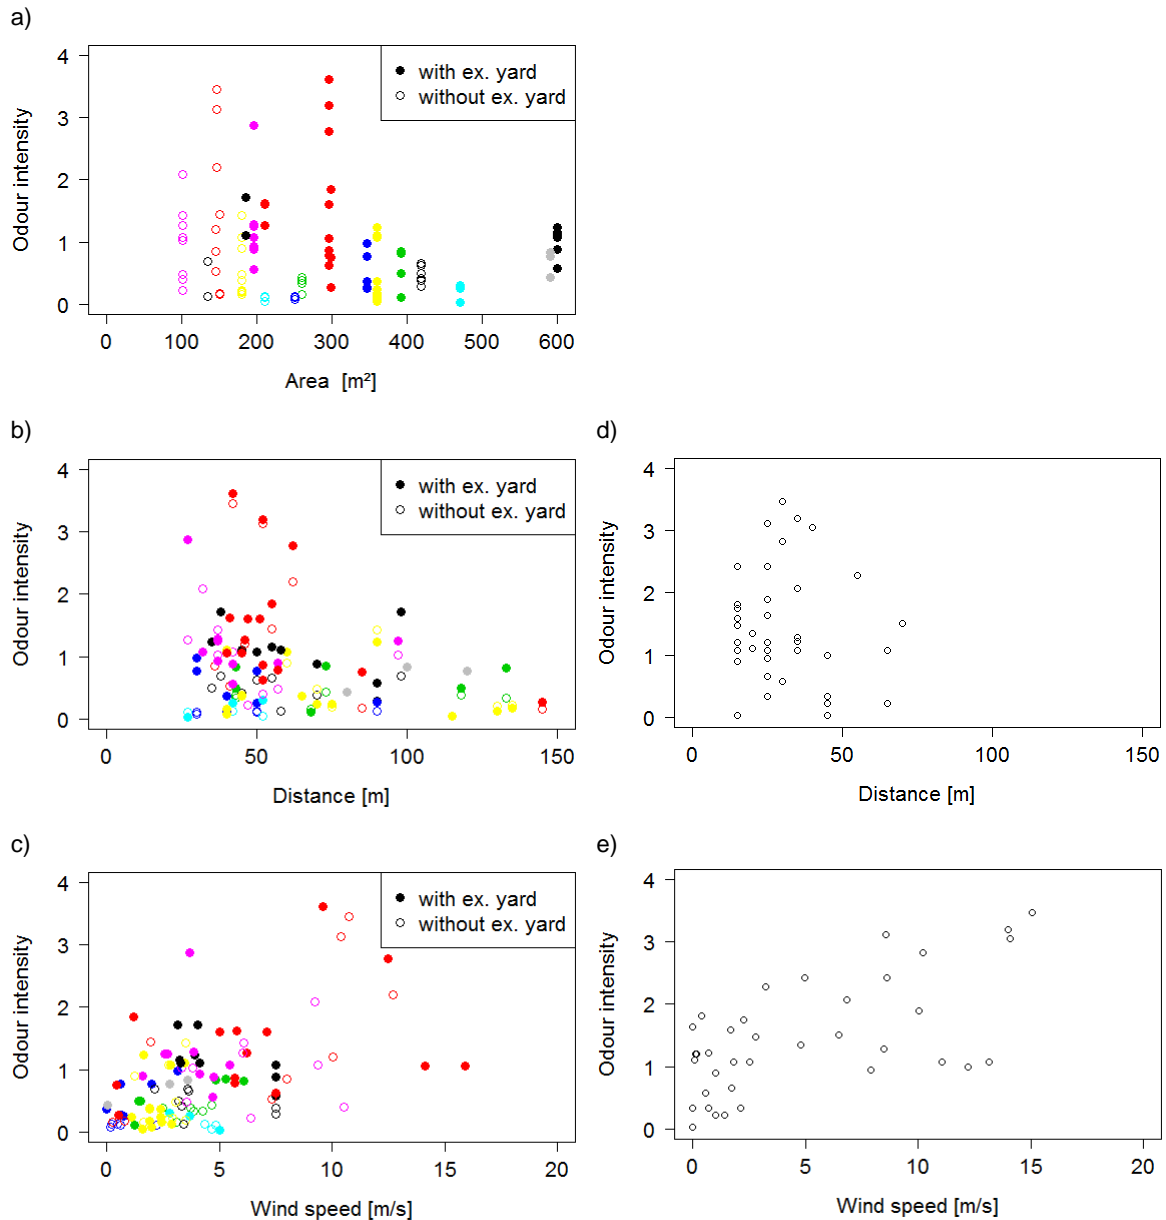 a)
Odour intensity
4
3
2
1
0
with ex. yard
without ex. yard
0 100 200 300 400 500 600
Area [m²]
b)
Odour intensity
4
3
2
1
0
with ex. yard
without ex. yard
0 50 100 150
Distance [m]
d)
Odour intensity
4
3
2
1
0
0 50 100 150
Distance [m]
c)
Odour intensity
4
3
2
1
0
with ex. yard
without ex. yard
0 5 10 15 20
Wind speed [m/s]
e)
Odour intensity
4
3
2
1
0
0 5 10 15 20
Wind speed [m/s]